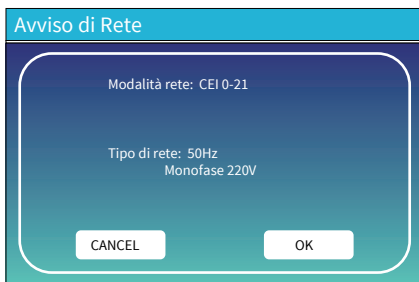 Avviso di Rete
Modalità rete: CEI 0-21
Tipo di rete: 50Hz
Monofase 220V
CANCEL
OK